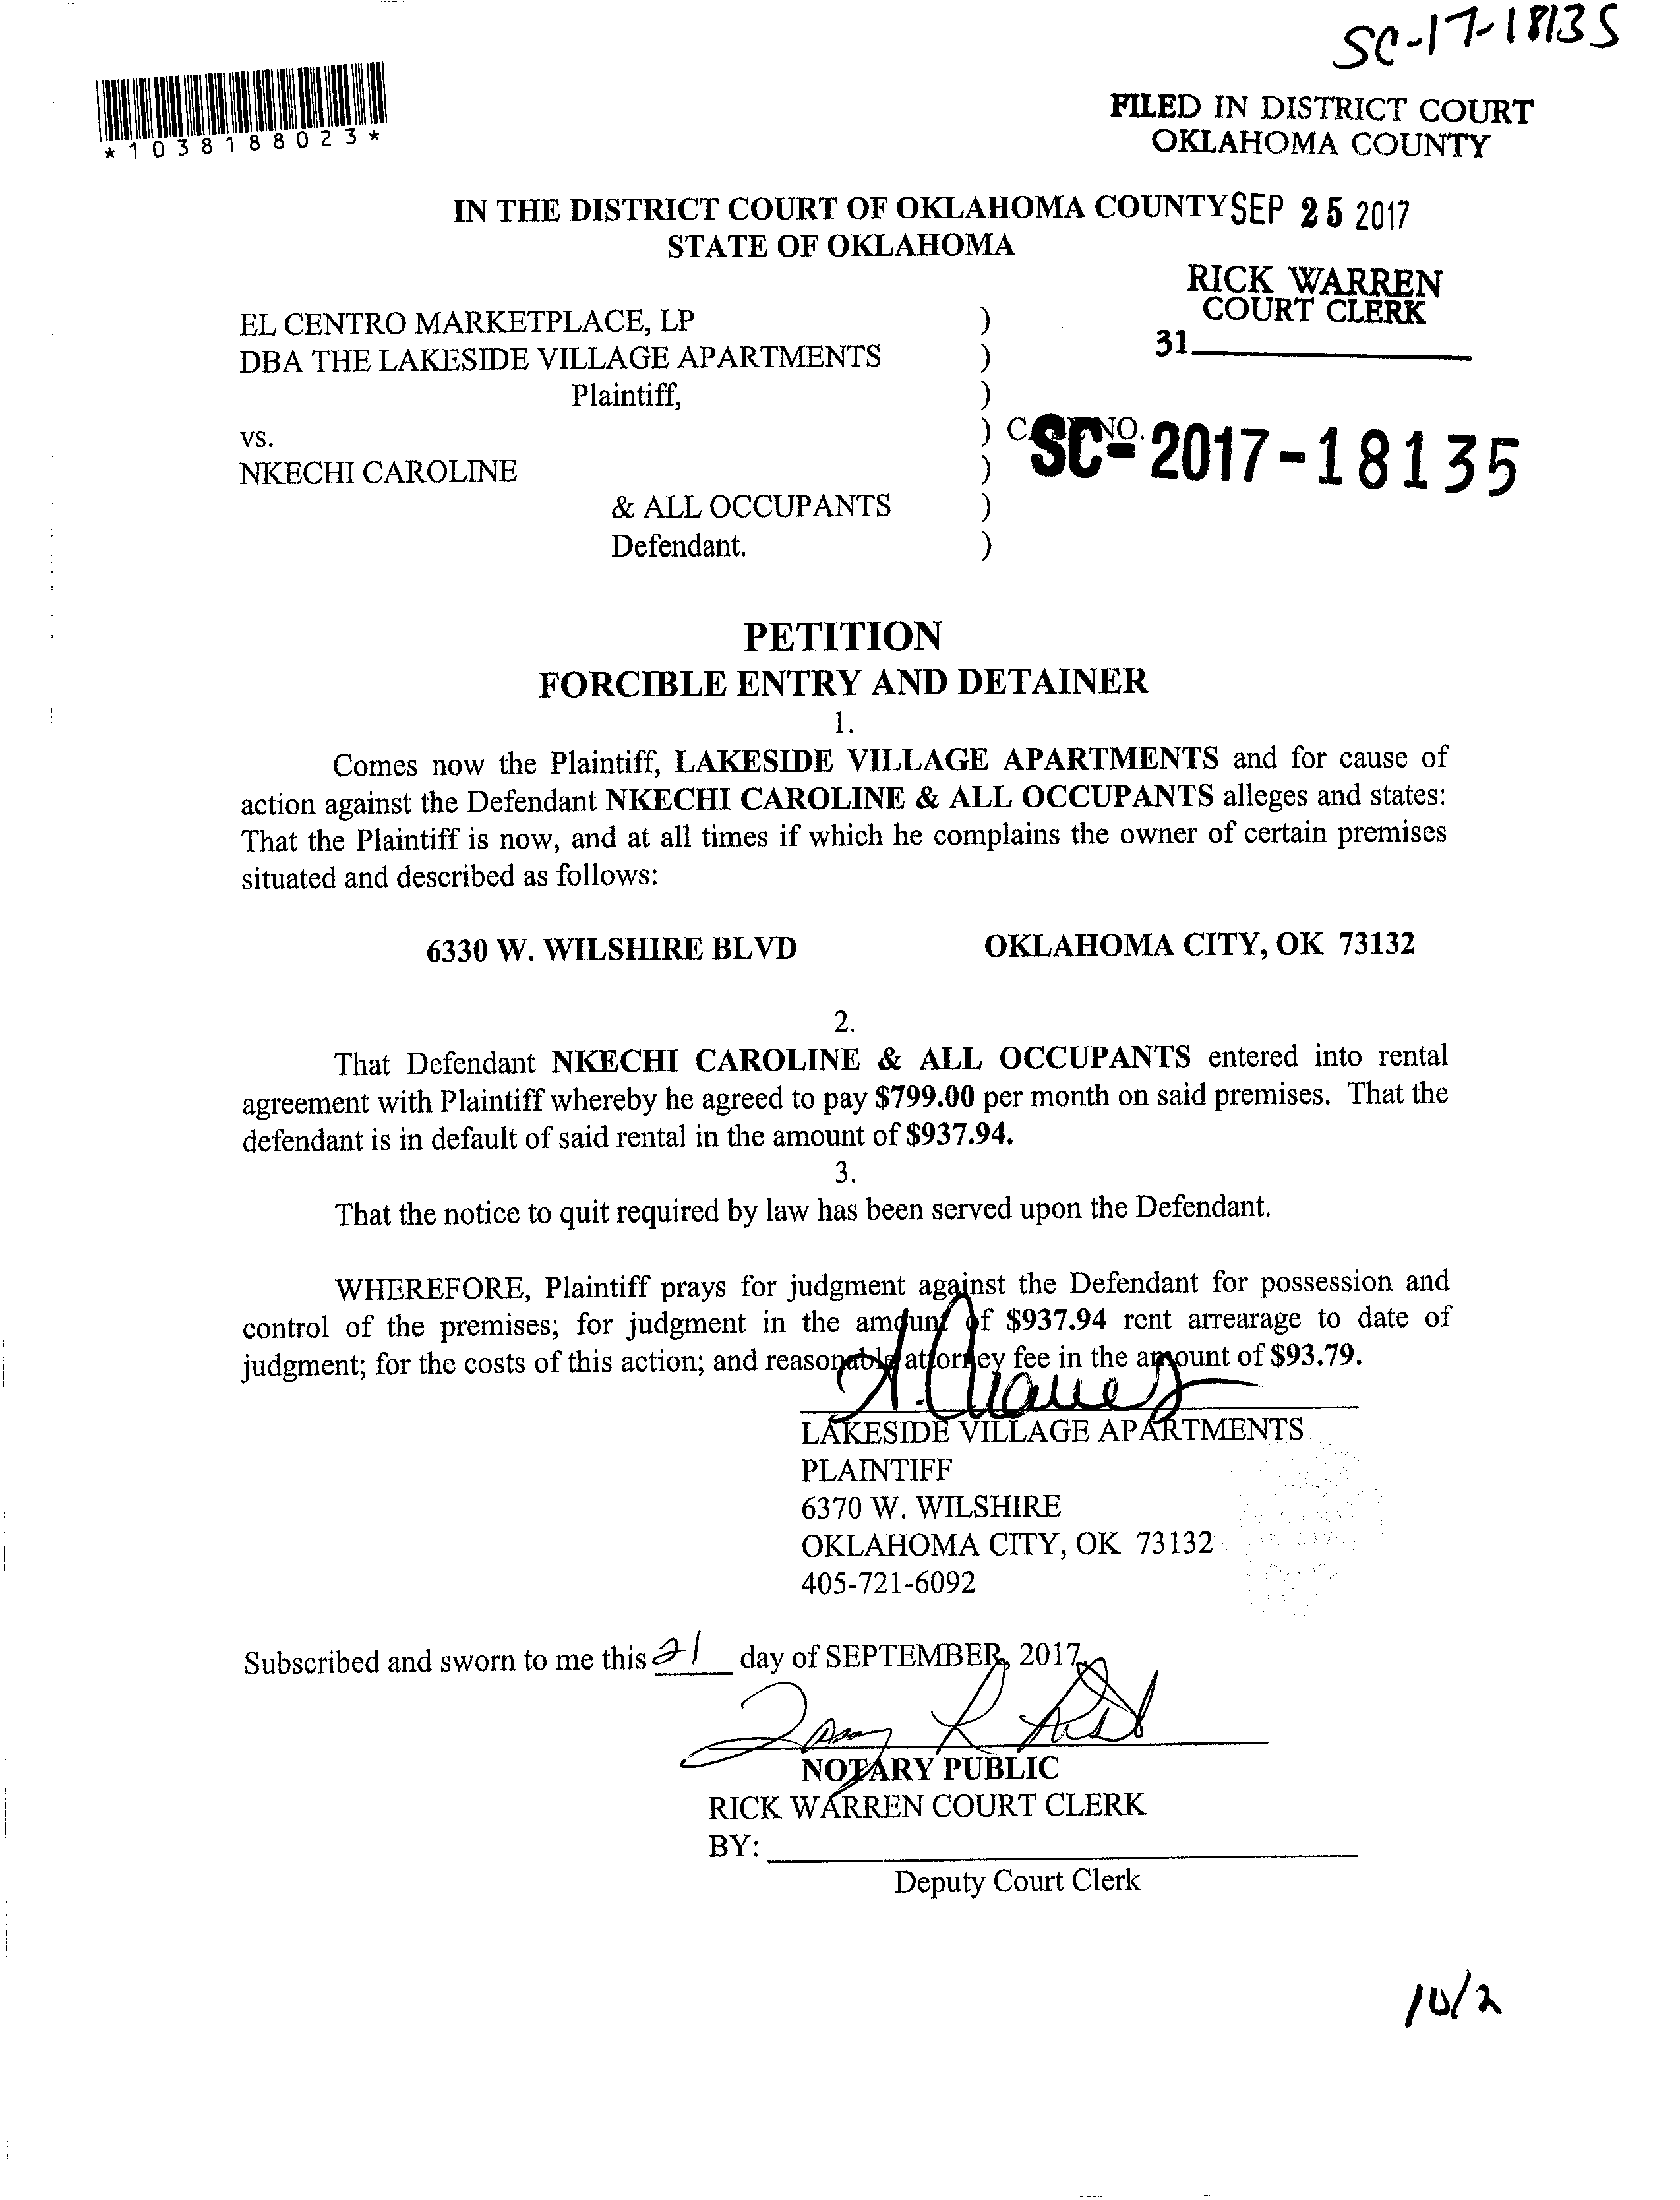 SC-17-18135
*1038188023*
FILED IN DISTRICT COURT
OKLAHOMA COUNTY
IN THE DISTRICT COURT OF OKLAHOMA COUNTY SEP 25 2017
STATE OF OKLAHOMA
RICK WARREN
COURT CLERK
31
EL CENTRO MARKETPLACE, LP )
DBA THE LAKESIDE VILLAGE APARTMENTS )
Plaintiff, )
vs. ) NO. SC-2017-18135
NKECHI CAROLINE )
& ALL OCCUPANTS )
Defendant. )
PETITION
FORCIBLE ENTRY AND DETAINER
1.
Comes now the Plaintiff, LAKESIDE VILLAGE APARTMENTS and for cause of
action against the Defendant NKECHI CAROLINE & ALL OCCUPANTS alleges and states:
That the Plaintiff is now, and at all times if which he complains the owner of certain premises
situated and described as follows:
6330 W. WILSHIRE BLVD OKLAHOMA CITY, OK 73132
2.
That Defendant NKECHI CAROLINE & ALL OCCUPANTS entered into rental
agreement with Plaintiff whereby he agreed to pay $799.00 per month on said premises. That the
defendant is in default of said rental in the amount of $937.94.
3.
That the notice to quit required by law has been served upon the Defendant.
WHEREFORE, Plaintiff prays for judgment against the Defendant for possession and
control of the premises; for judgment in the amount of $937.94 rent arrearage to date of
judgment; for the costs of this action; and reasonable attorney fee in the amount of $93.79.
LAKESIDE VILLAGE APARTMENTS
PLAINTIFF
6370 W. WILSHIRE
OKLAHOMA CITY, OK 73132
405-721-6092
Subscribed and sworn to me this 21 day of SEPTEMBER, 2017.
NOTARY PUBLIC
RICK WARREN COURT CLERK
BY:
Deputy Court Clerk
10/2